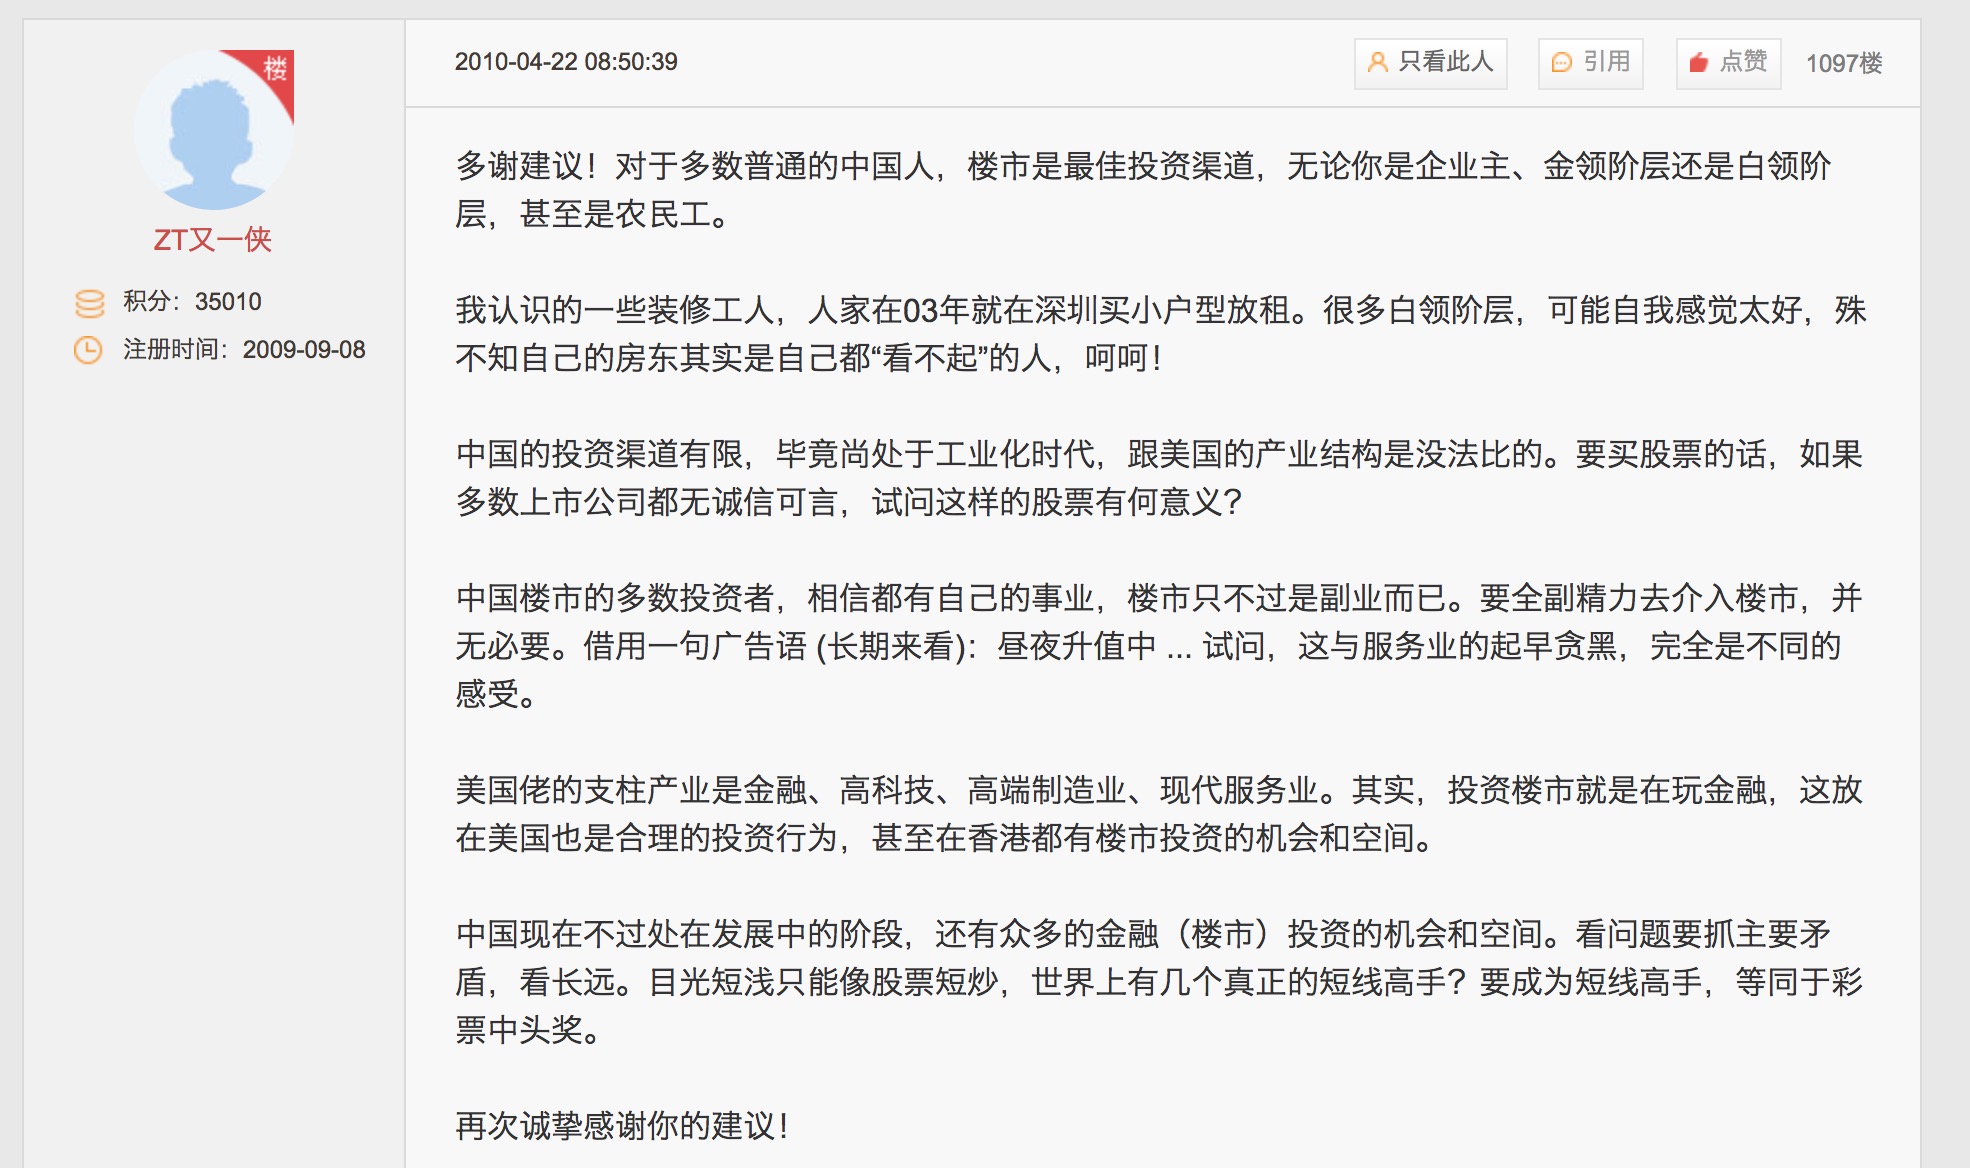 楼
ZT又一侠
积分：35010
注册时间：2009-09-08
2010-04-22 08:50:39
只看此人
引用
点赞
1097楼
多谢建议！对于多数普通的中国人，楼市是最佳投资渠道，无论你是企业主、金领阶层还是白领阶
层，甚至是农民工。
我认识的一些装修工人，人家在03年就在深圳买小户型放租。很多白领阶层，可能自我感觉太好，殊
不知自己的房东其实是自己都“看不起”的人，呵呵！
中国的投资渠道有限，毕竟尚处于工业化时代，跟美国的产业结构是没法比的。要买股票的话，如果
多数上市公司都无诚信可言，试问这样的股票有何意义？
中国楼市的多数投资者，相信都有自己的事业，楼市只不过是副业而已。要全副精力去介入楼市，并
无必要。借用一句广告语 (长期来看)：昼夜升值中 ... 试问，这与服务业的起早贪黑，完全是不同的
感受。
美国佬的支柱产业是金融、高科技、高端制造业、现代服务业。其实，投资楼市就是在玩金融，这放
在美国也是合理的投资行为，甚至在香港都有楼市投资的机会和空间。
中国现在不过处在发展中的阶段，还有众多的金融（楼市）投资的机会和空间。看问题要抓主要矛
盾，看长远。目光短浅只能像股票短炒，世界上有几个真正的短线高手？要成为短线高手，等同于彩
票中头奖。
再次诚挚感谢你的建议！